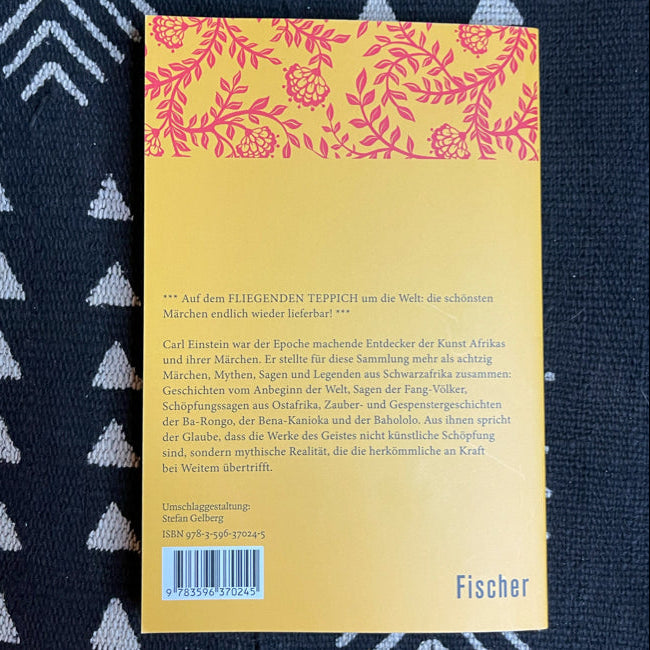 *** Auf dem FLIEGENDEN TEPPICH um die Welt: die schönsten
Märchen endlich wieder lieferbar! ***
Carl Einstein war der Epoche machende Entdecker der Kunst Afrikas
und ihrer Märchen. Er stellte für diese Sammlung mehr als achtzig
Märchen, Mythen, Sagen und Legenden aus Schwarzafrika zusammen:
Geschichten vom Anbeginn der Welt, Sagen der Fang-Völker,
Schöpfungssagen aus Ostafrika, Zauber- und Gespenstergeschichten
der Ba-Rongo, der Bena-Kanioka und der Bahololo. Aus ihnen spricht
der Glaube, dass die Werke des Geistes nicht künstliche Schöpfung
sind, sondern mythische Realität, die die herkömmliche an Kraft
bei Weitem übertrifft.
Umschlaggestaltung:
Stefan Gelberg
ISBN 978-3-596-37024-5
9 783596 370245
Fischer